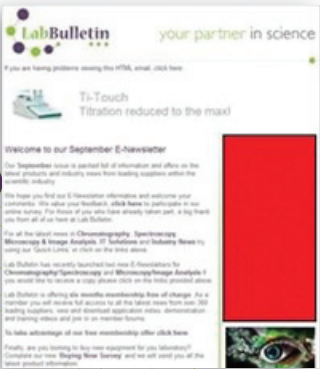 LabBulletin
your partner in science
If you are having problems viewing this HTML email, click here
Ti-Touch
Titration reduced to the max!
Welcome to our September E-Newsletter
Our September issue is packed full of information and offers on the
latest products and industry news from leading suppliers within the
scientific industry.
We hope you find our E-Newsletter informative and welcome your
comments. We value your feedback, click here to participate in our
online survey. For those of you who have already taken part, a big thank
you from all of us here at Lab Bulletin.
For all the latest news in Chromatography, Spectroscopy,
Microscopy & Image Analysis, IT Solutions and Industry News try
using our 'Quick Links' or click on the links above.
Lab Bulletin has recently launched two new E-Newsletters for
Chromatography/Spectroscopy and Microscopy/Image Analysis if
you would like to receive a copy please click on the links provided above.
Lab Bulletin is offering six months membership free of charge. As a
member you will receive full access to all the latest news from over 360
leading suppliers, view and download application notes, demonstration
and training videos and join in on member forums.
To take advantage of our free membership offer click here
Finally, are you looking to buy new equipment for your laboratory?
Complete our new 'Buying Now Survey' and we will send you all the
latest product information.